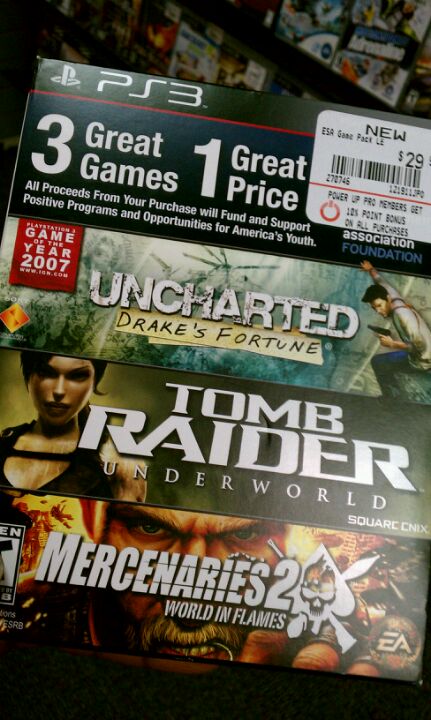 PS3
3 Great Games 1 Great Price
All Proceeds From Your Purchase will Fund and Support
Positive Programs and Opportunities for America's Youth.
NEW
ESA Game Pack LE
$29
270746
121911JPO
POWER UP PRO MEMBERS GET
10% POINT BONUS
ON ALL PURCHASES
association
FOUNDATION
PLAYSTATION 3
GAME
OF THE
YEAR
2007
WWW.IGN.COM
SONY
UNCHARTED
DRAKE'S FORTUNE
TOMB
RAIDER
UNDERWORLD
SQUARE ENIX
MERCENARIES 2
WORLD IN FLAMES
EA
ESRB